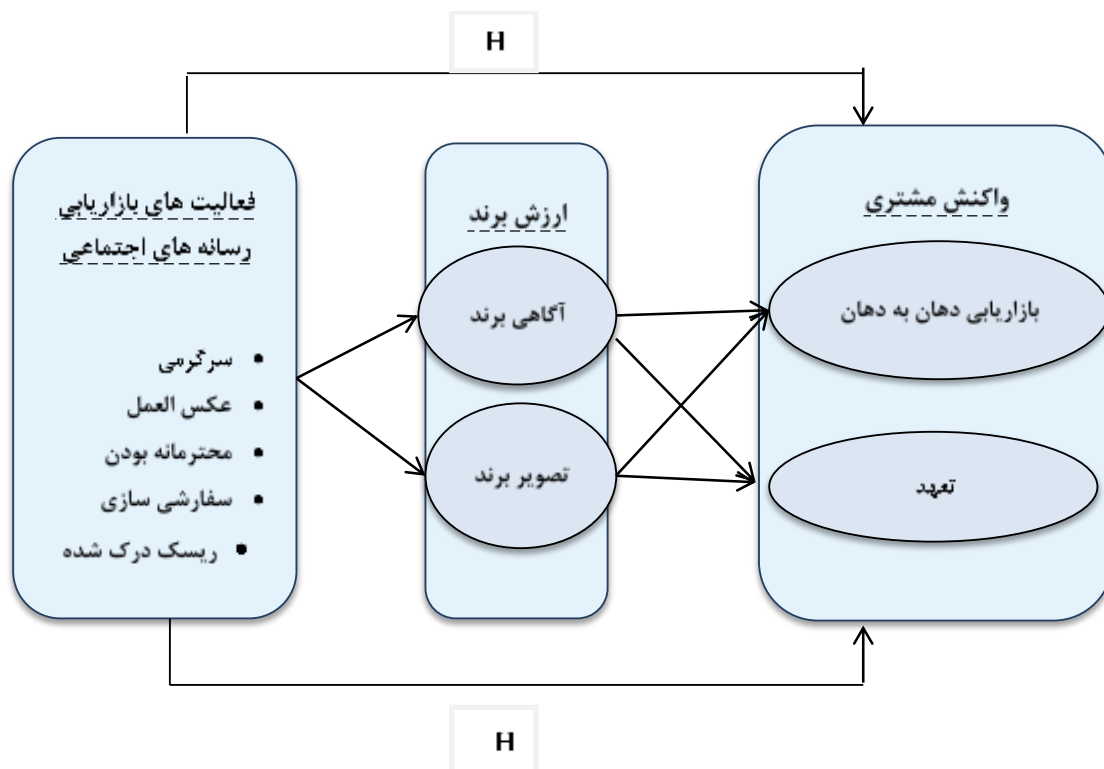 H
فعالیت های بازاریابی
رسانه های اجتماعی
سرگرمی
عکس العمل
محترمانه بودن
سفارشی سازی
ریسک درک شده
ارزش برند
آگاهی برند
تصویر برند
واکنش مشتری
بازاریابی دهان به دهان
تعهد
H